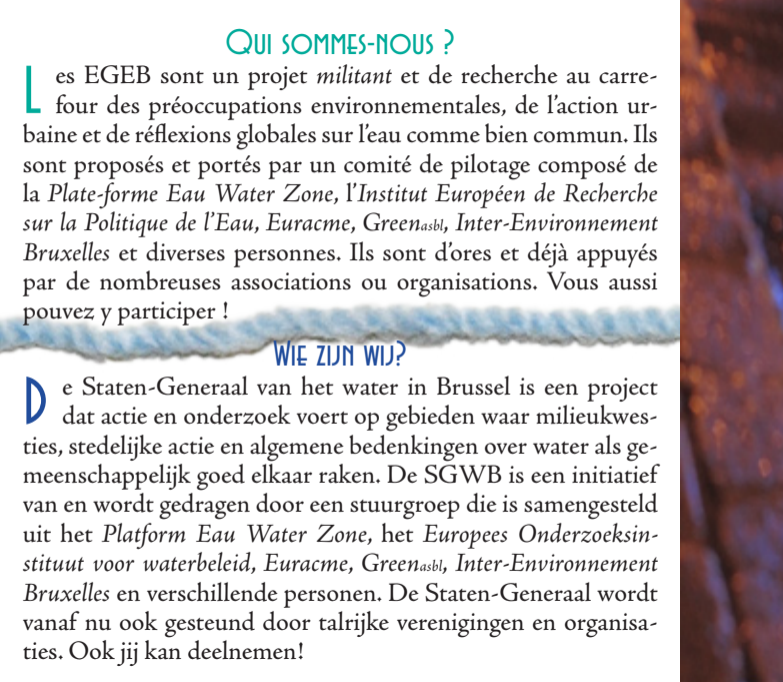 Qui sommes-nous ?
Les EGEB sont un projet militant et de recherche au carre-
four des préoccupations environnementales, de l'action ur-
baine et de réflexions globales sur l'eau comme bien commun. Ils
sont proposés et portés par un comité de pilotage composé de
la Plate-forme Eau Water Zone, l'Institut Européen de Recherche
sur la Politique de l'Eau, Euracme, Greenasbl, Inter-Environnement
Bruxelles et diverses personnes. Ils sont d'ores et déjà appuyés
par de nombreuses associations ou organisations. Vous aussi
pouvez y participer !
Wie zijn wij?
De Staten-Generaal van het water in Brussel is een project
dat actie en onderzoek voert op gebieden waar milieukwes-
ties, stedelijke actie en algemene bedenkingen over water als ge-
meenschappelijk goed elkaar raken. De SGWB is een initiatief
van en wordt gedragen door een stuurgroep die is samengesteld
uit het Platform Eau Water Zone, het Europees Onderzoeksin-
stituut voor waterbeleid, Euracme, Greenasbl, Inter-Environnement
Bruxelles en verschillende personen. De Staten-Generaal wordt
vanaf nu ook gesteund door talrijke verenigingen en organisa-
ties. Ook jij kan deelnemen!